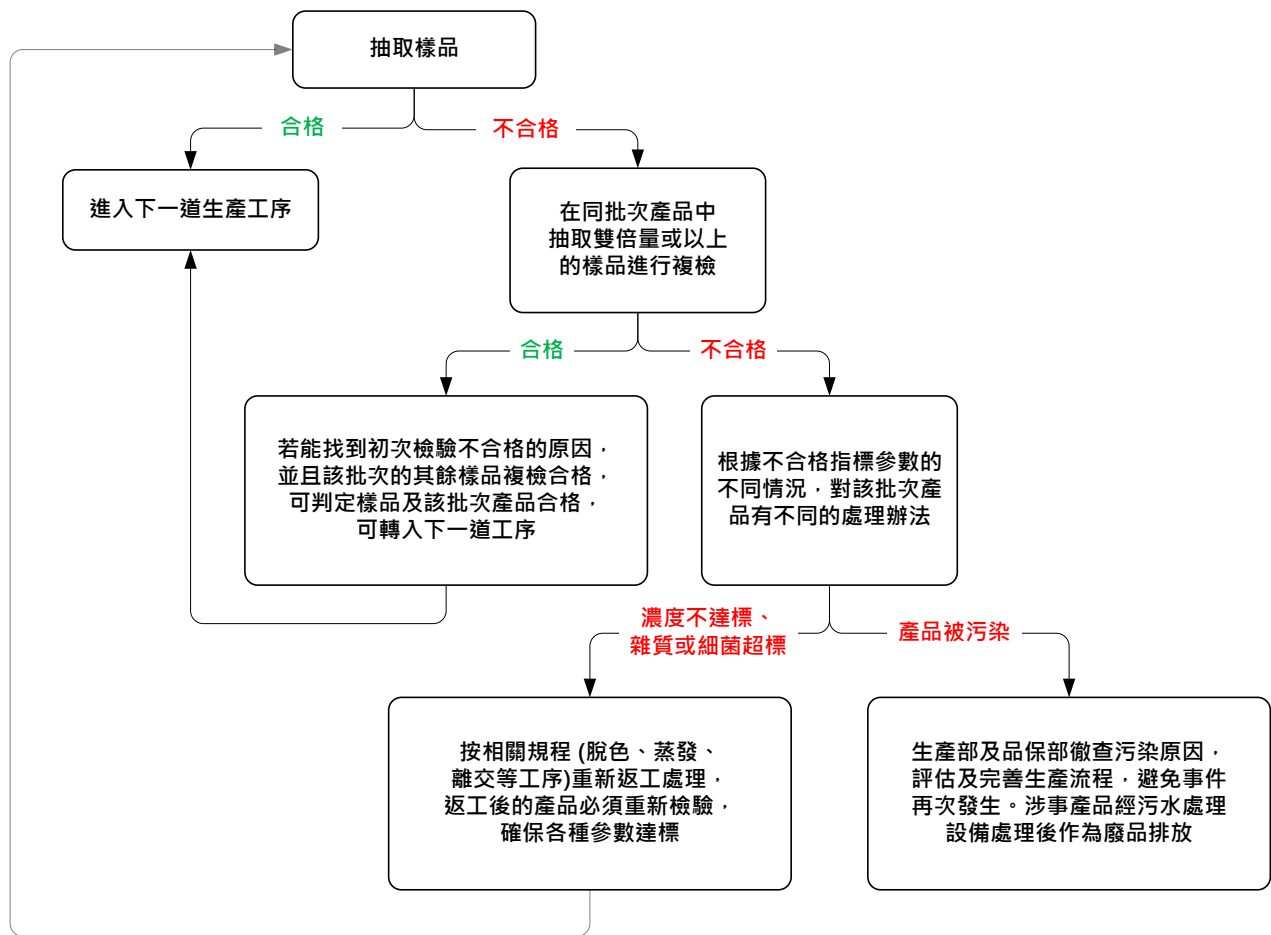 抽取樣品
合格
不合格
進入下一道生產工序
在同批次產品中
抽取雙倍量或以上
的樣品進行複檢
合格
不合格
若能找到初次檢驗不合格的原因，
並且該批次的其餘樣品複檢合格，
可判定樣品及該批次產品合格，
可轉入下一道工序
根據不合格指標參數的
不同情況，對該批次產
品有不同的處理辦法
濃度不達標、
雜質或細菌超標
產品被污染
按相關規程 (脫色、蒸發、
離交等工序)重新返工處理，
返工後的產品必須重新檢驗，
確保各種參數達標
生產部及品保部徹查污染原因，
評估及完善生產流程，避免事件
再次發生。涉事產品經污水處理
設備處理後作為廢品排放